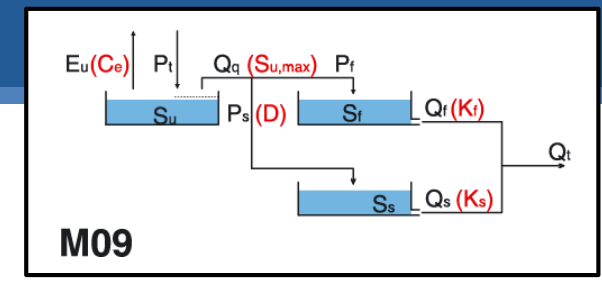 Eu(Ce) Pt Qq (Su,max) Pf
Su Ps(D) Sf Qf(Kf)
Qt
Ss Qs(Ks)
M09